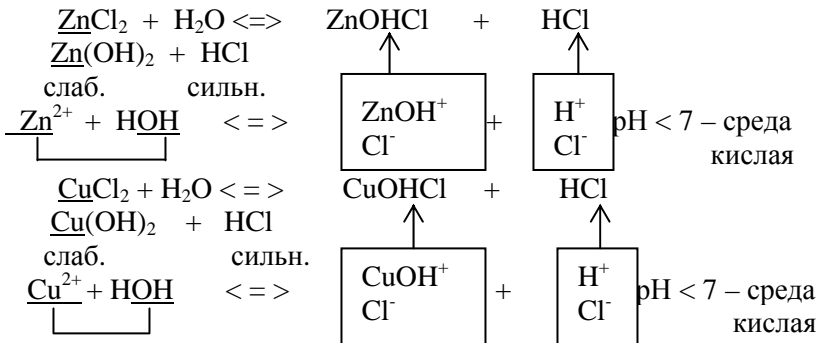 ZnCl₂ + H₂O <=> ZnOHCl + HCl
Zn(OH)₂ + HCl
слаб. сильн.
Zn²⁺ + HOH < = > ZnOH⁺ + H⁺ pH < 7 – среда
Cl⁻ Cl⁻ кислая
CuCl₂ + H₂O < = > CuOHCl + HCl
Cu(OH)₂ + HCl
слаб. сильн.
Cu²⁺ + HOH < = > CuOH⁺ + H⁺ pH < 7 – среда
Cl⁻ Cl⁻ кислая